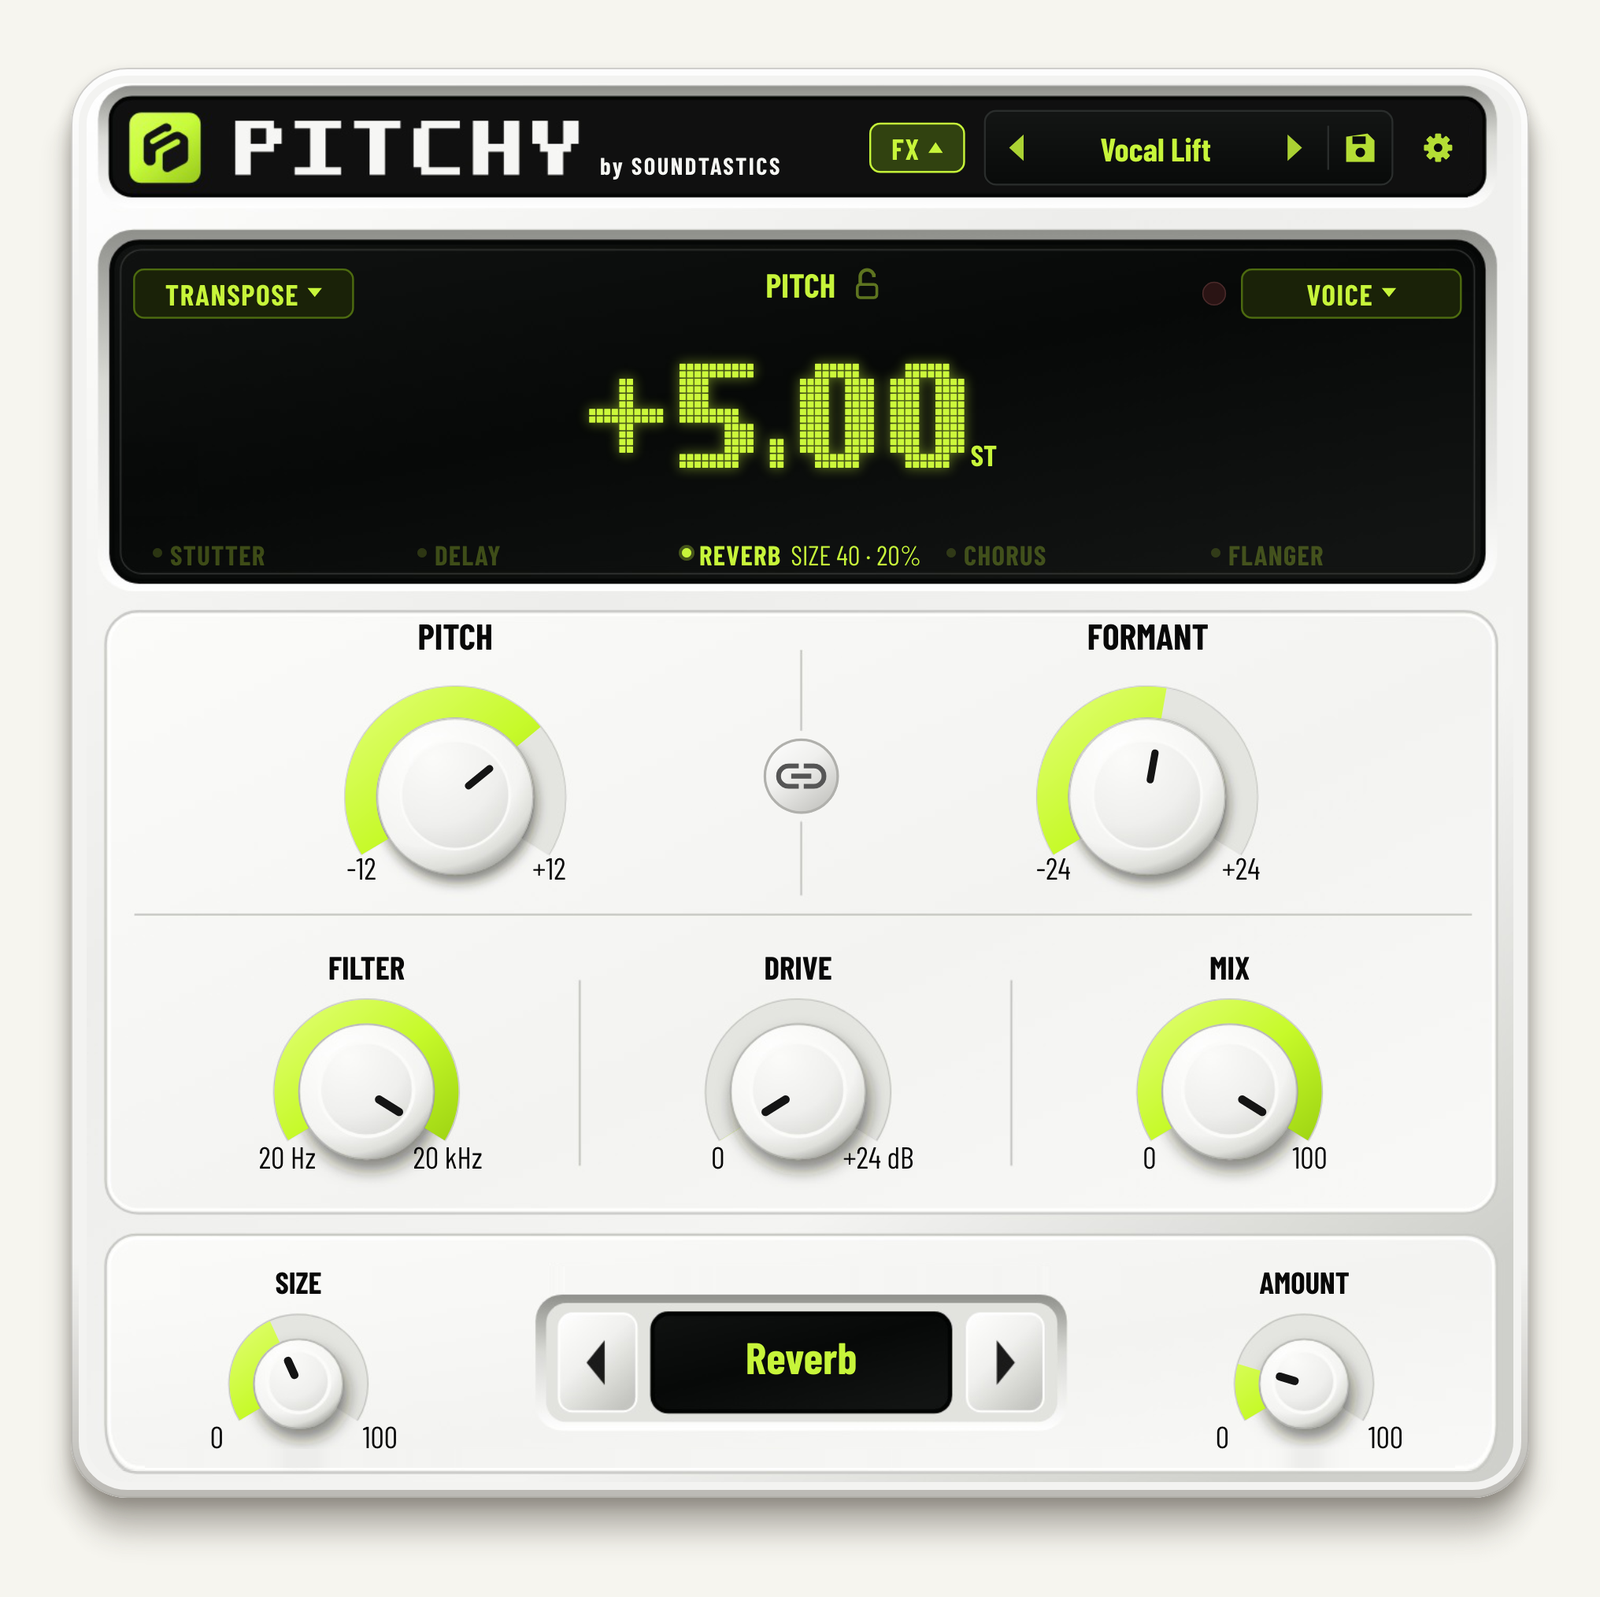 PITCHY by SOUNDTASTICS
FX
Vocal Lift
TRANSPOSE
PITCH
VOICE
+5.00 ST
STUTTER
DELAY
REVERB SIZE 40 · 20%
CHORUS
FLANGER
PITCH
FORMANT
-12
+12
-24
+24
FILTER
DRIVE
MIX
20 Hz
20 kHz
0
+24 dB
0
100
SIZE
AMOUNT
Reverb
0
100
0
100